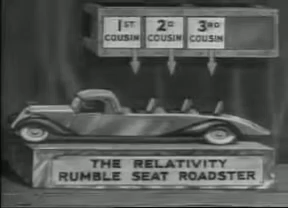 1ST COUSIN
2D COUSIN
3RD COUSIN
THE RELATIVITY
RUMBLE SEAT ROADSTER